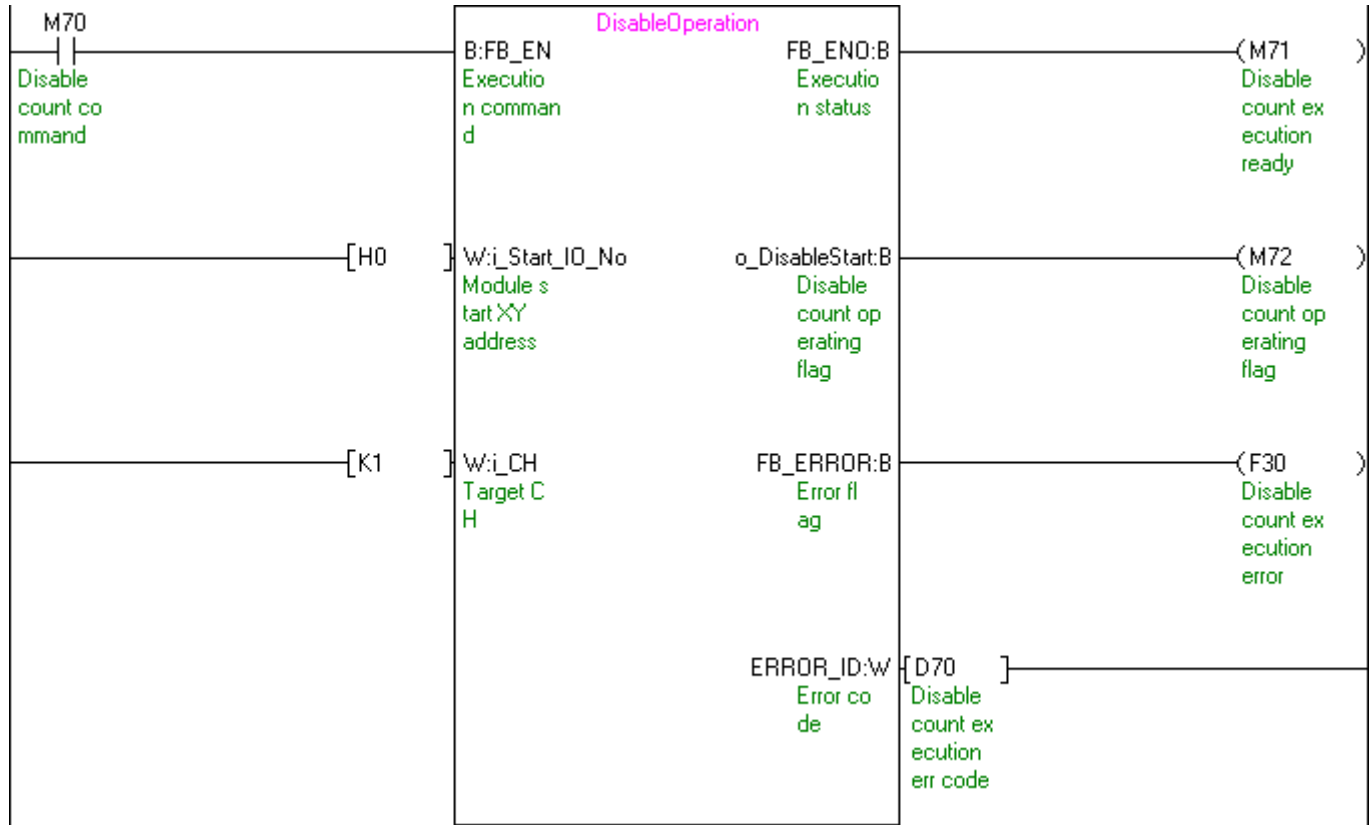 M70
DisableOperation
B:FB_EN
FB_ENO:B
(M71 )
Disable
count co
mmand
Executio
n comman
d
Executio
n status
Disable
count ex
ecution
ready
[H0 ]
W:i_Start_IO_No
o_DisableStart:B
(M72 )
Module s
tart XY
address
Disable
count op
erating
flag
Disable
count op
erating
flag
[K1 ]
W:i_CH
FB_ERROR:B
(F30 )
Target C
H
Error fl
ag
Disable
count ex
ecution
error
ERROR_ID:W
[D70 ]
Error co
de
Disable
count ex
ecution
err code